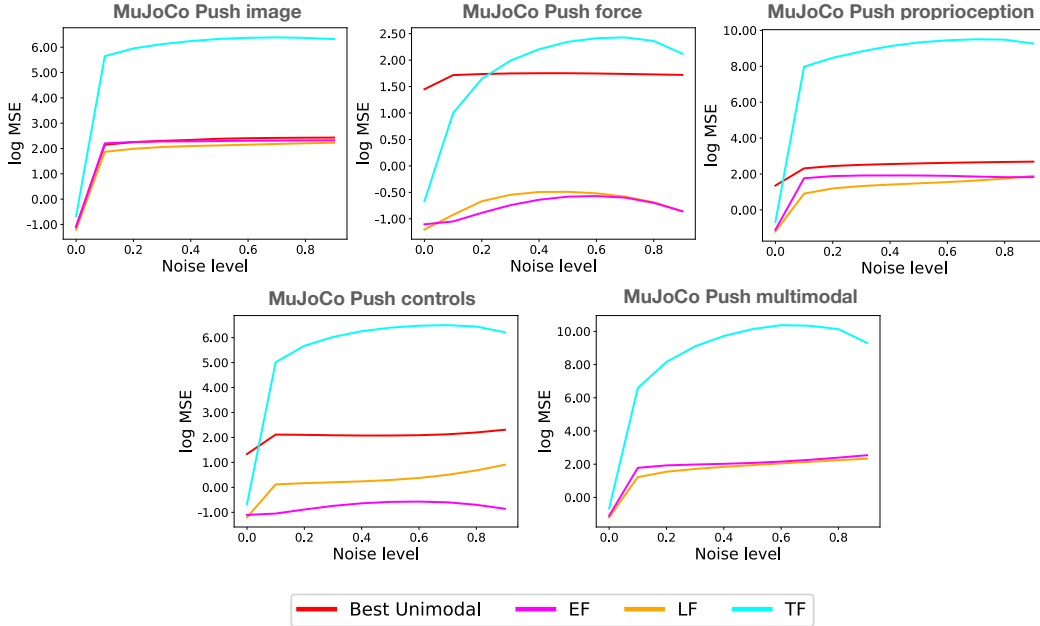 MuJoCo Push image
MuJoCo Push force
MuJoCo Push proprioception
log MSE
6.00
5.00
4.00
3.00
2.00
1.00
0.00
-1.00
0.0 0.2 0.4 0.6 0.8
Noise level
log MSE
2.50
2.00
1.50
1.00
0.50
0.00
-0.50
-1.00
0.0 0.2 0.4 0.6 0.8
Noise level
log MSE
10.00
8.00
6.00
4.00
2.00
0.00
0.0 0.2 0.4 0.6 0.8
Noise level
MuJoCo Push controls
MuJoCo Push multimodal
log MSE
6.00
5.00
4.00
3.00
2.00
1.00
0.00
-1.00
0.0 0.2 0.4 0.6 0.8
Noise level
log MSE
10.00
8.00
6.00
4.00
2.00
0.00
0.0 0.2 0.4 0.6 0.8
Noise level
Best Unimodal EF LF TF